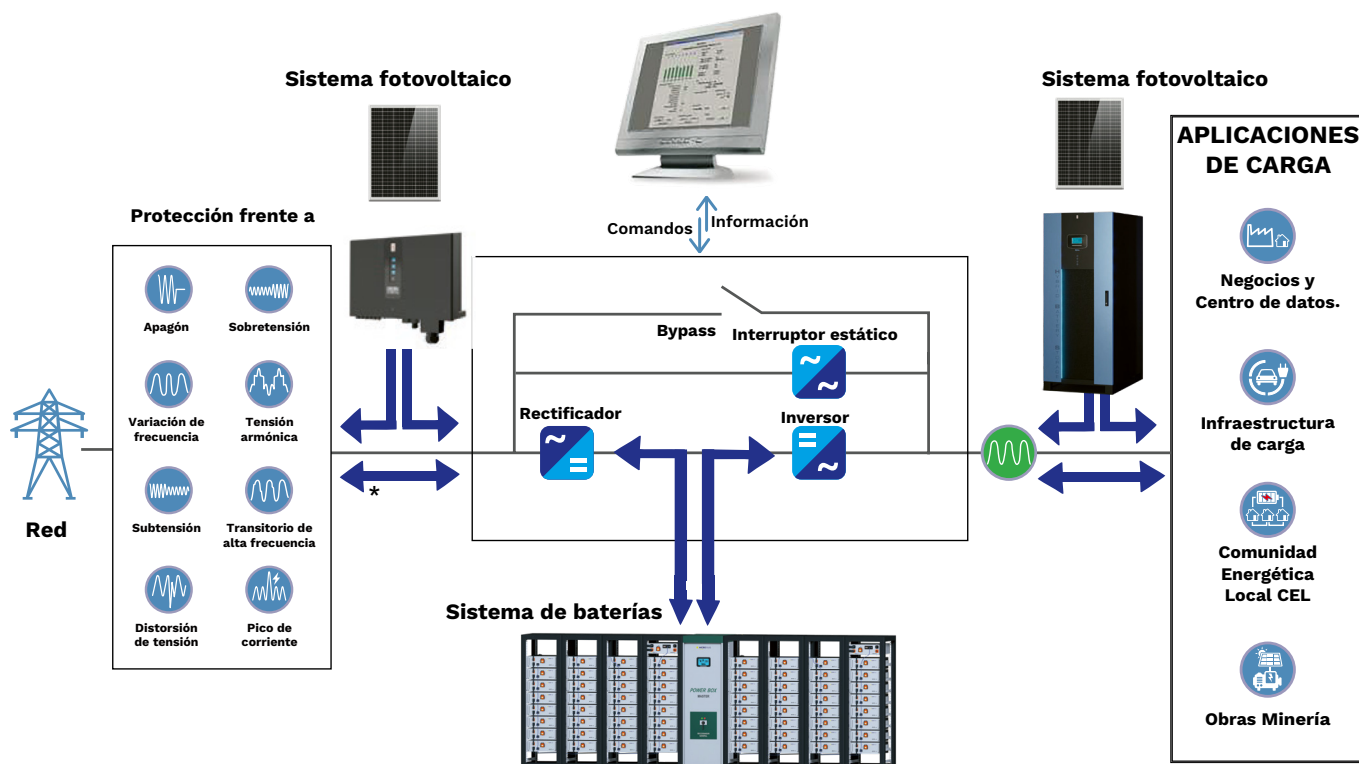 Sistema fotovoltaico
Sistema fotovoltaico
APLICACIONES
DE CARGA
Protección frente a
Comandos
Información
Apagón
Sobretensión
Variación de
frecuencia
Tensión
armónica
Subtensión
Transitorio de
alta frecuencia
Distorsión
de tensión
Pico de
corriente
Red
*
Bypass
Interruptor estático
Rectificador
Inversor
Sistema de baterías
POWER BOX
Negocios y
Centro de datos.
Infraestructura
de carga
Comunidad
Energética
Local CEL
Obras Minería